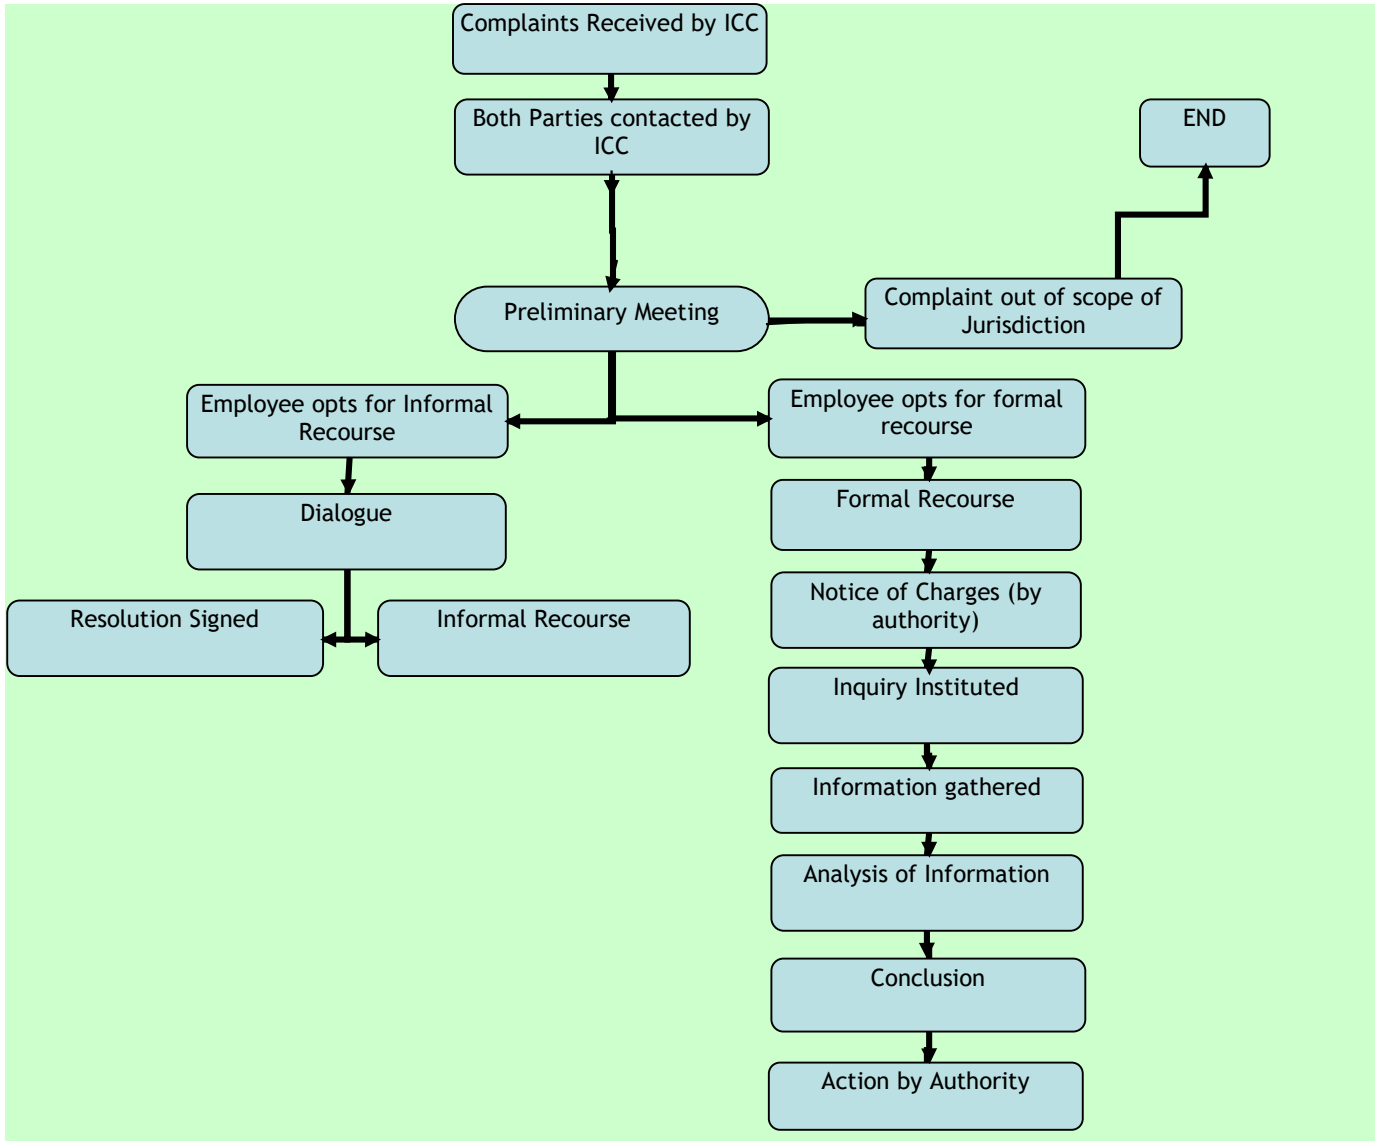 Complaints Received by ICC
Both Parties contacted by
ICC
END
Preliminary Meeting
Complaint out of scope of
Jurisdiction
Employee opts for Informal
Recourse
Employee opts for formal
recourse
Dialogue
Formal Recourse
Resolution Signed
Informal Recourse
Notice of Charges (by
authority)
Inquiry Instituted
Information gathered
Analysis of Information
Conclusion
Action by Authority